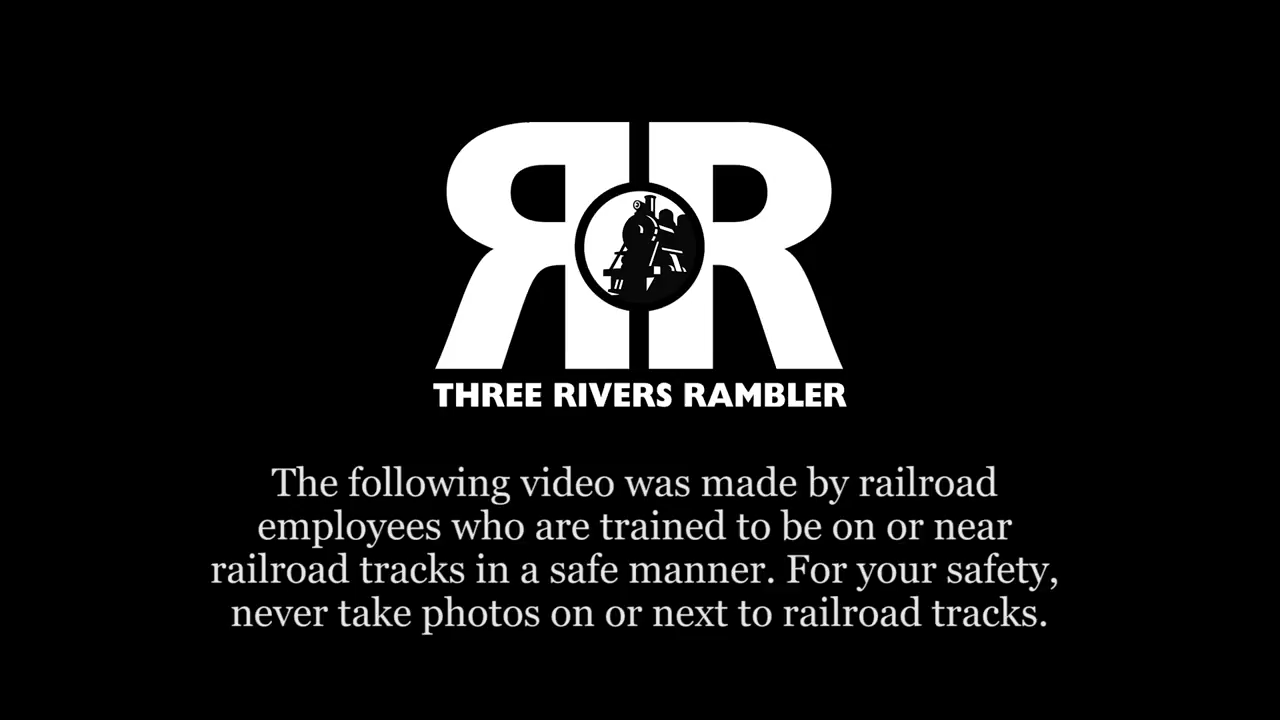 RR
THREE RIVERS RAMBLER
The following video was made by railroad
employees who are trained to be on or near
railroad tracks in a safe manner. For your safety,
never take photos on or next to railroad tracks.